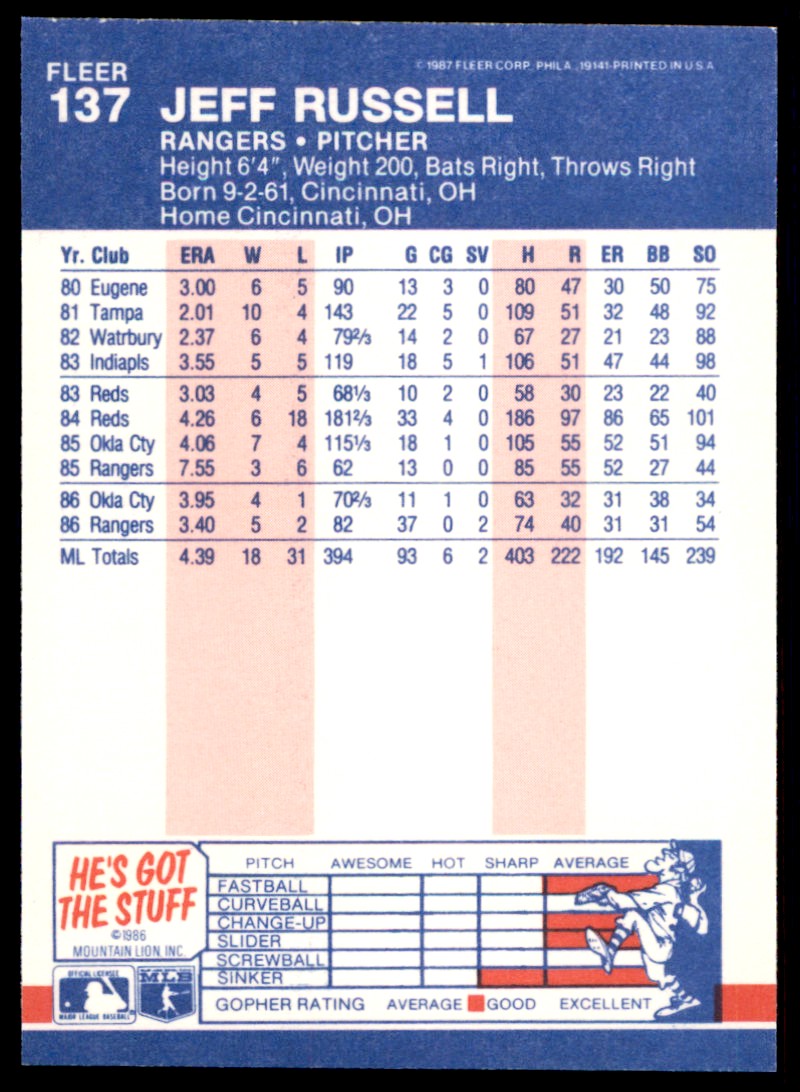 FLEER © 1987 FLEER CORP. PHILA., 19141-PRINTED IN U.S.A.
137 JEFF RUSSELL
RANGERS • PITCHER
Height 6'4", Weight 200, Bats Right, Throws Right
Born 9-2-61, Cincinnati, OH
Home Cincinnati, OH
Yr. Club ERA W L IP G CG SV H R ER BB SO
80 Eugene 3.00 6 5 90 13 3 0 80 47 30 50 75
81 Tampa 2.01 10 4 143 22 5 0 109 51 32 48 92
82 Watrbury 2.37 6 4 79⅔ 14 2 0 67 27 21 23 88
83 Indiapls 3.55 5 5 119 18 5 1 106 51 47 44 98
83 Reds 3.03 4 5 68⅓ 10 2 0 58 30 23 22 40
84 Reds 4.26 6 18 181⅔ 33 4 0 186 97 86 65 101
85 Okla Cty 4.06 7 4 115⅓ 18 1 0 105 55 52 51 94
85 Rangers 7.55 3 6 62 13 0 0 85 55 52 27 44
86 Okla Cty 3.95 4 1 70⅔ 11 1 0 63 32 31 38 34
86 Rangers 3.40 5 2 82 37 0 2 74 40 31 31 54
ML Totals 4.39 18 31 394 93 6 2 403 222 192 145 239
HE'S GOT
THE STUFF
©1986
MOUNTAIN LION, INC.
PITCH AWESOME HOT SHARP AVERAGE
FASTBALL
CURVEBALL
CHANGE-UP
SLIDER
SCREWBALL
SINKER
GOPHER RATING AVERAGE GOOD EXCELLENT
OFFICIAL LICENSEE
MAJOR LEAGUE BASEBALL
MLB